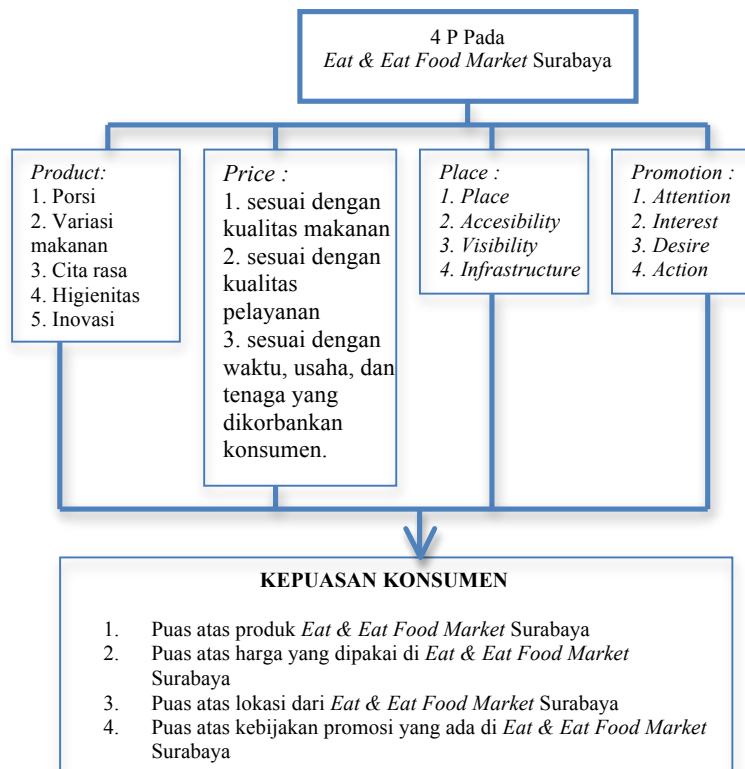 4 P Pada
Eat & Eat Food Market Surabaya
Product:
1. Porsi
2. Variasi
makanan
3. Cita rasa
4. Higienitas
5. Inovasi
Price :
1. sesuai dengan
kualitas makanan
2. sesuai dengan
kualitas
pelayanan
3. sesuai dengan
waktu, usaha, dan
tenaga yang
dikorbankan
konsumen.
Place :
1. Place
2. Accesibility
3. Visibility
4. Infrastructure
Promotion :
1. Attention
2. Interest
3. Desire
4. Action
KEPUASAN KONSUMEN
1. Puas atas produk Eat & Eat Food Market Surabaya
2. Puas atas harga yang dipakai di Eat & Eat Food Market
Surabaya
3. Puas atas lokasi dari Eat & Eat Food Market Surabaya
4. Puas atas kebijakan promosi yang ada di Eat & Eat Food Market
Surabaya